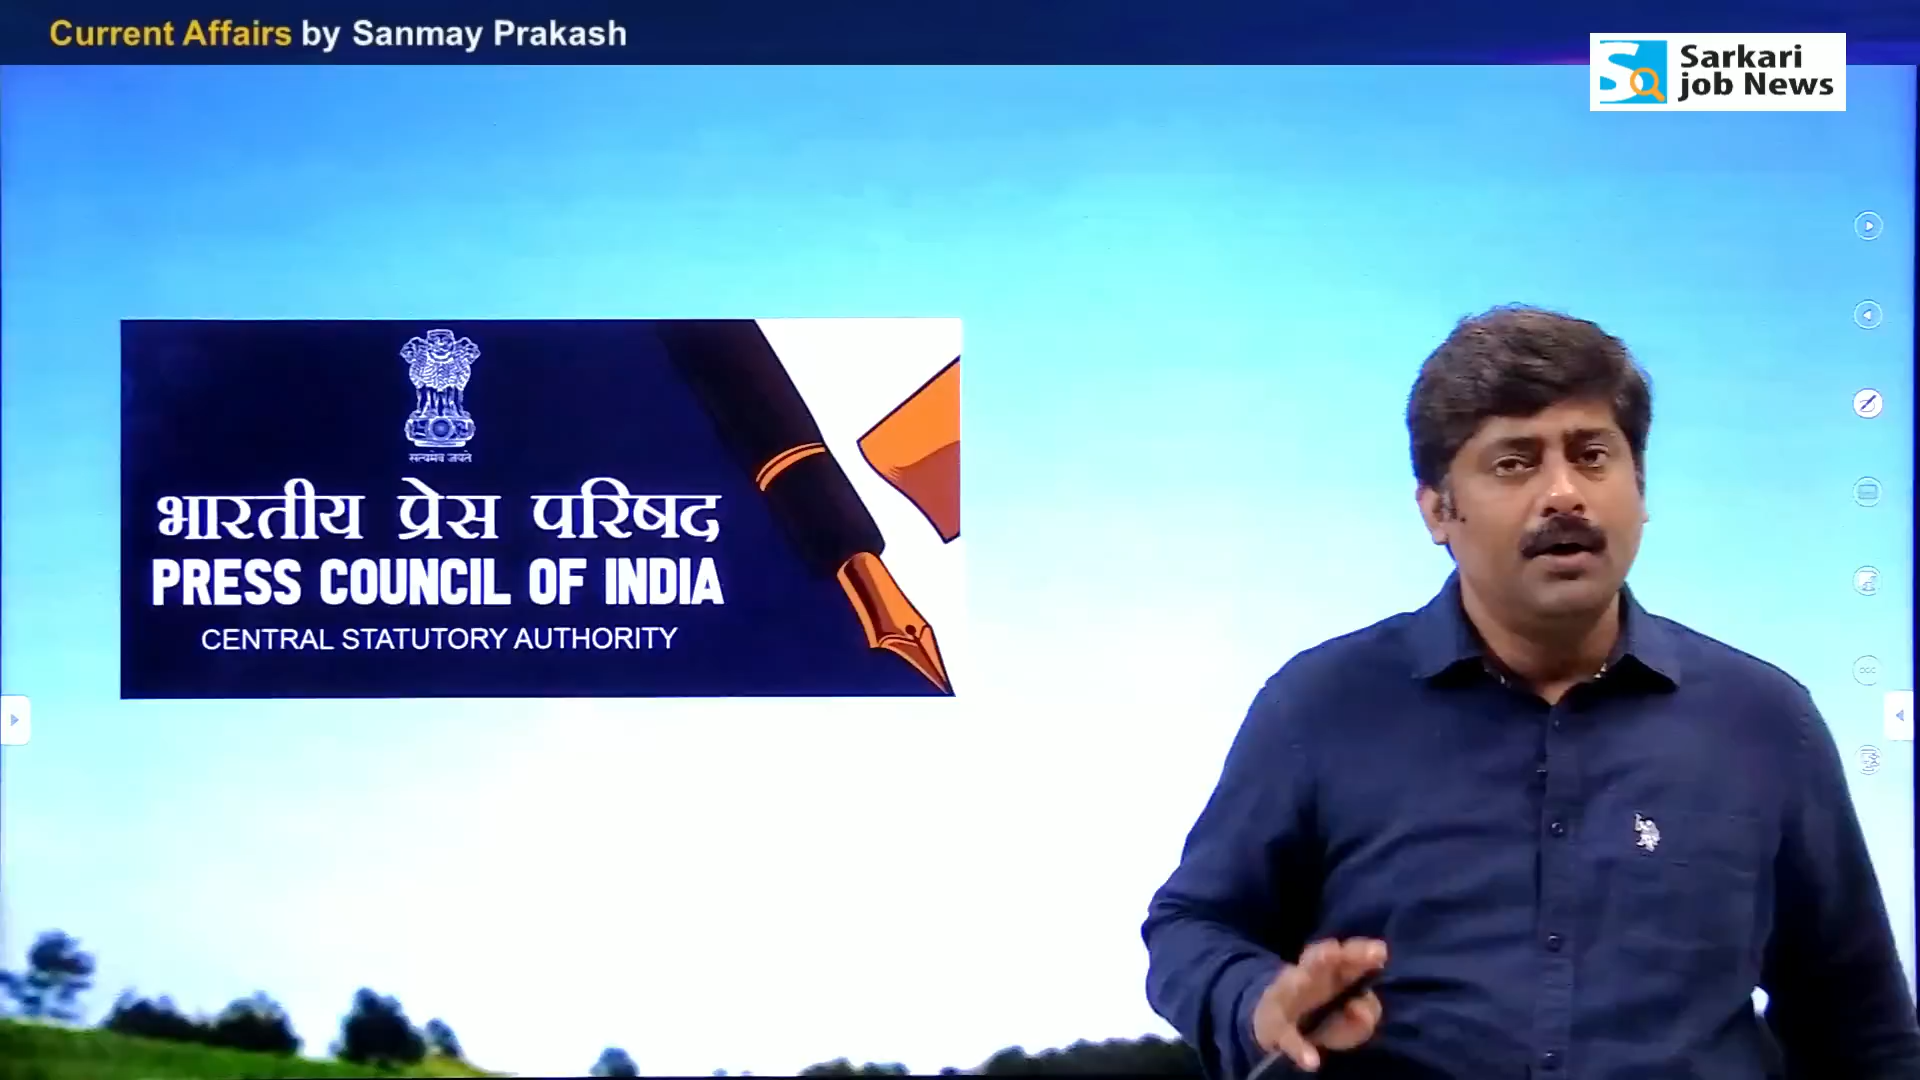 Current Affairs by Sanmay Prakash
Sarkari
Job News
सत्यमेव जयते
भारतीय प्रेस परिषद
PRESS COUNCIL OF INDIA
CENTRAL STATUTORY AUTHORITY